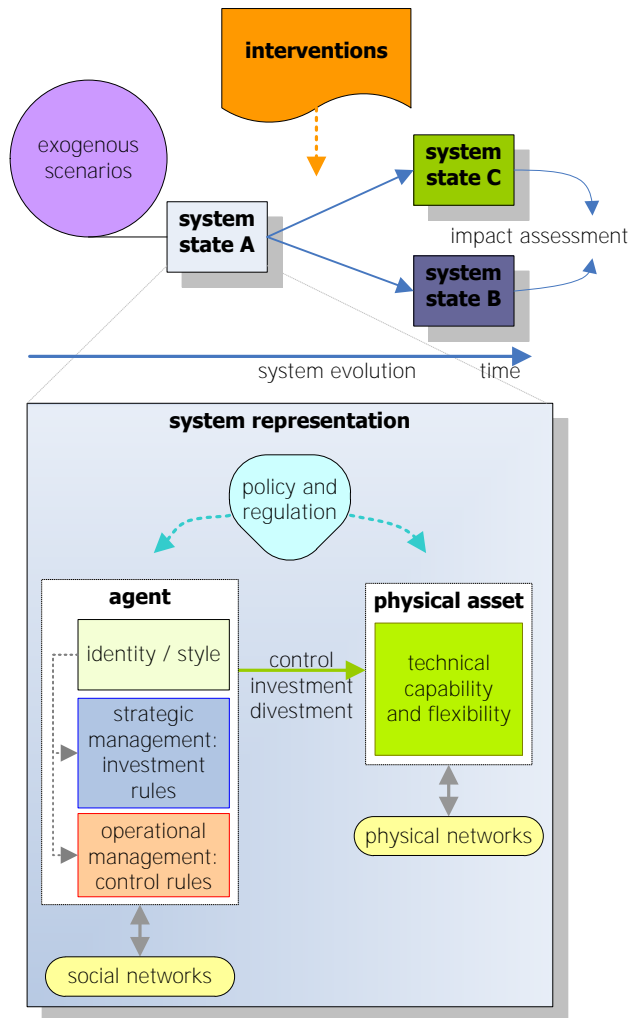 interventions
exogenous
scenarios
system
state A
system
state C
impact assessment
system
state B
system evolution
time
system representation
policy and
regulation
agent
identity / style
strategic
management:
investment
rules
operational
management:
control rules
control
investment
divestment
physical asset
technical
capability
and flexibility
physical networks
social networks